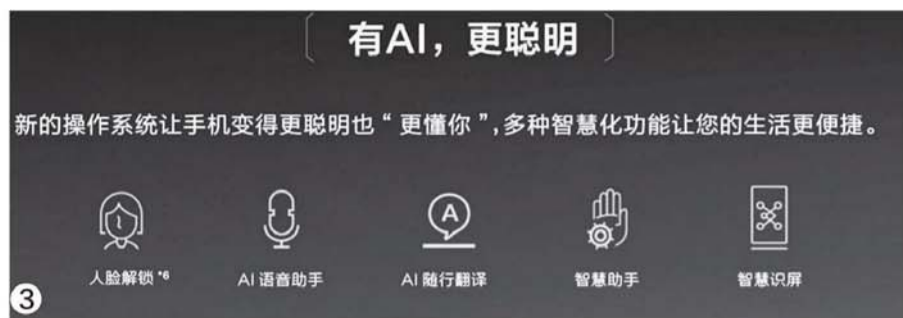 有AI，更聪明
新的操作系统让手机变得更聪明也“更懂你”,多种智慧化功能让您的生活更便捷。
A
人脸解锁*6
AI 语音助手
AI 随行翻译
智慧助手
智慧识屏
③